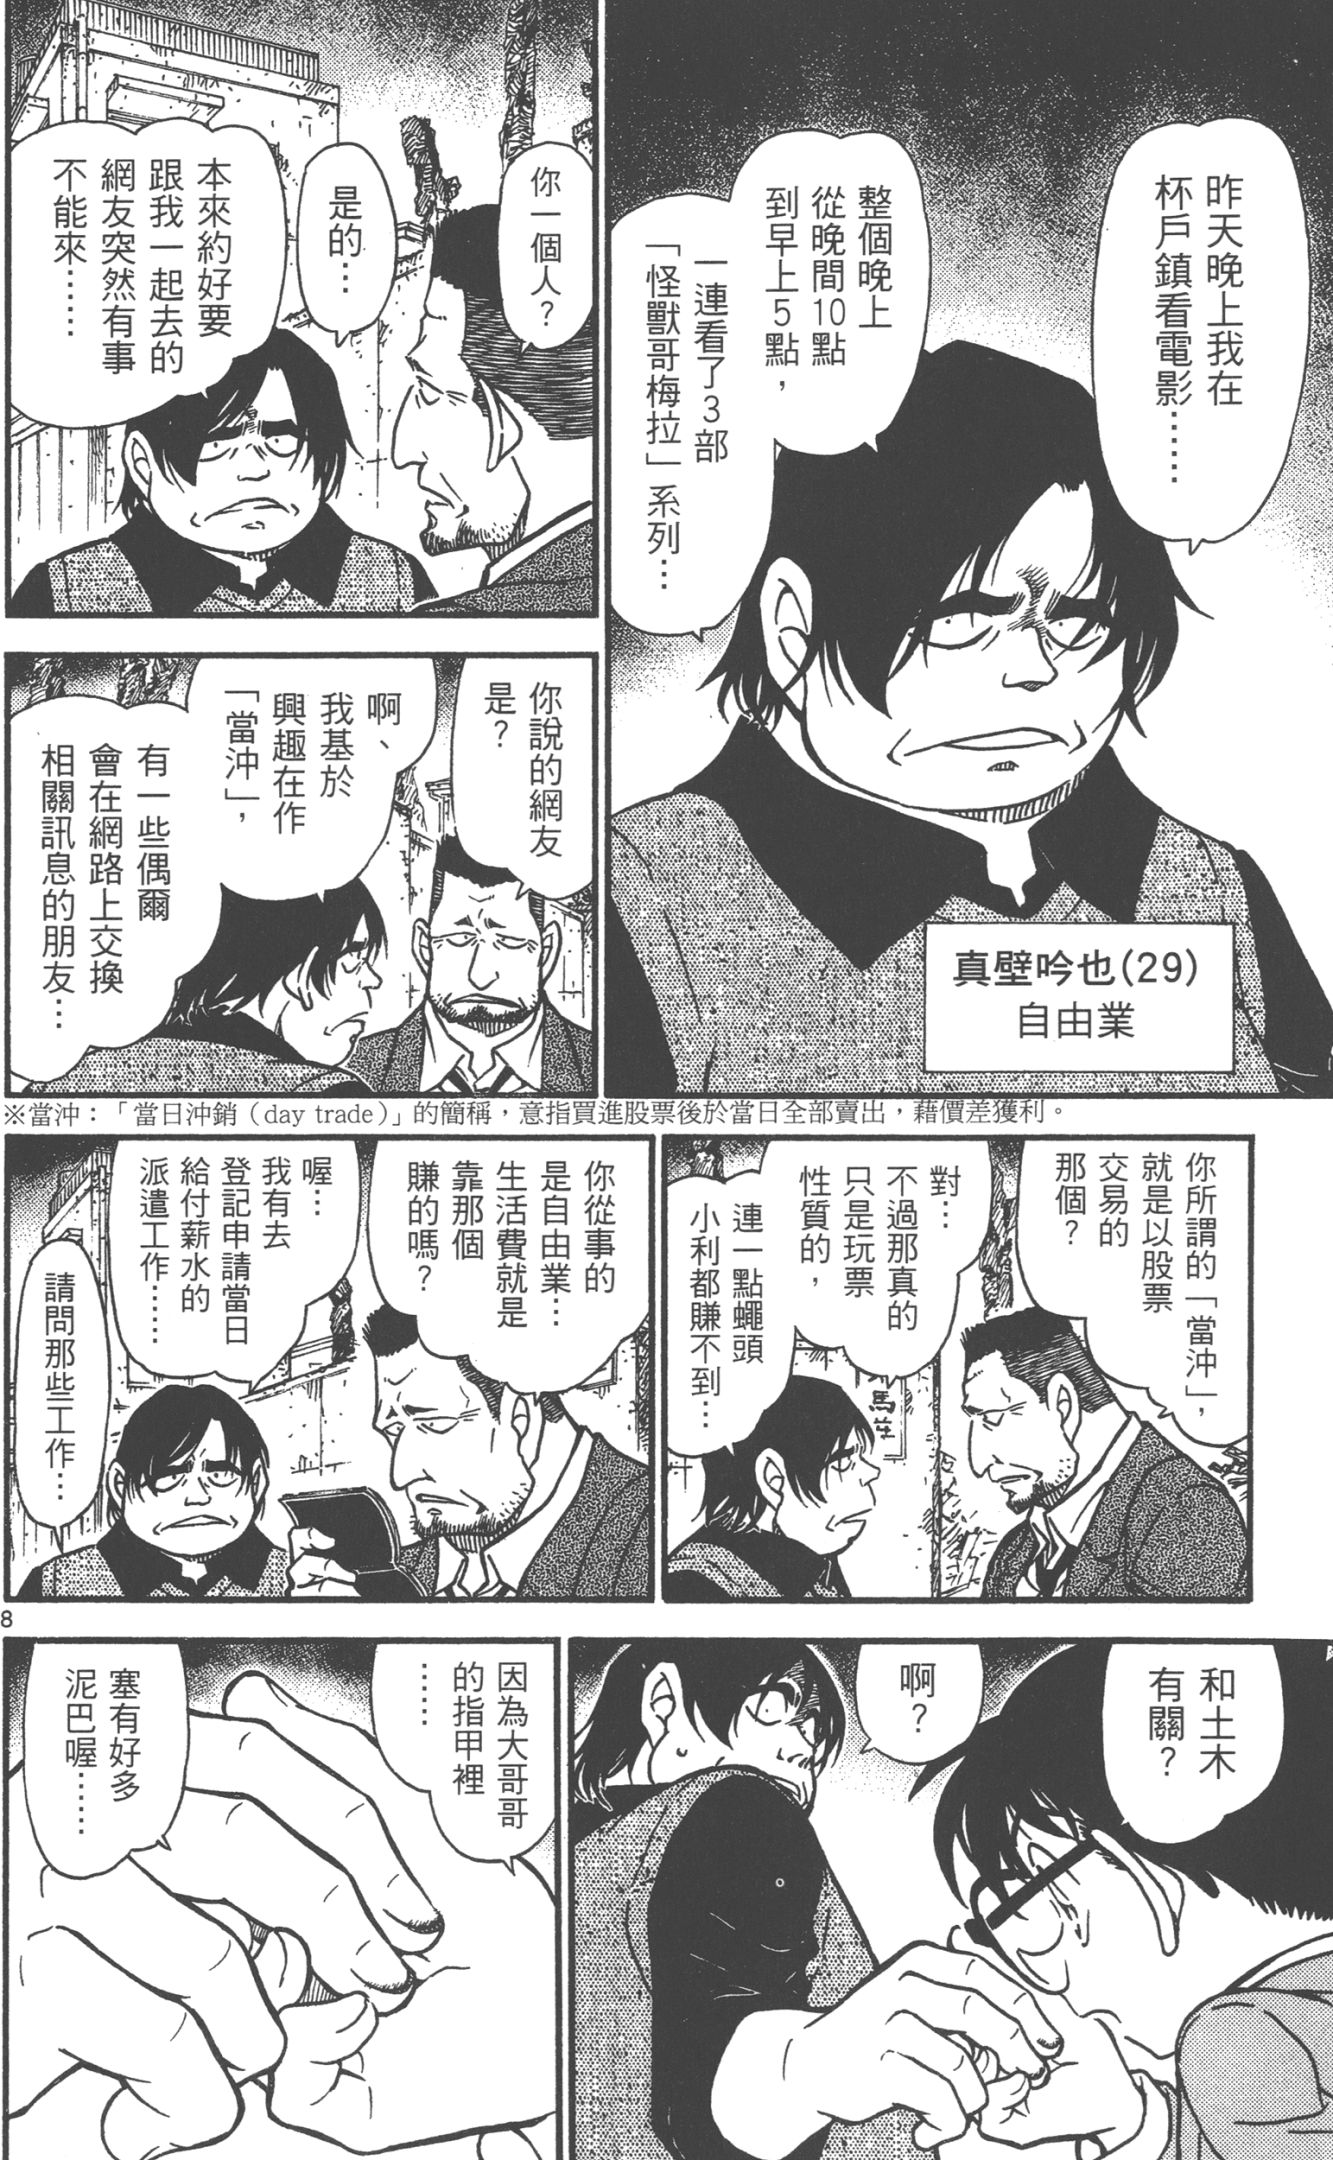 昨天晚上我在
杯戶鎮看電影……
整個晚上
從晚間10點
到早上5點，
一連看了3部
「怪獸哥梅拉」系列…
真壁吟也(29)
自由業
你一個人？
是的…
本來約好要
跟我一起去的
網友突然有事
不能來……
你說的網友
是？
啊、
我基於
興趣在作
「當沖」，
有一些偶爾
會在網路上交換
相關訊息的朋友…
※當沖：「當日沖銷（day trade）」的簡稱，意指買進股票後於當日全部賣出，藉價差獲利。
你所謂的「當沖」，
就是以股票
交易的
那個？
對…
不過那真的
只是玩票
性質的，
連一點蠅頭
小利都賺不到…
你從事的
是自由業…
生活費就是
靠那個
賺的嗎？
喔…
我有去
登記申請當日
給付薪水的
派遣工作……
請問那些工作…
8
和土木
有關？
啊？
因為大哥哥
的指甲裡
……
塞有好多
泥巴喔……